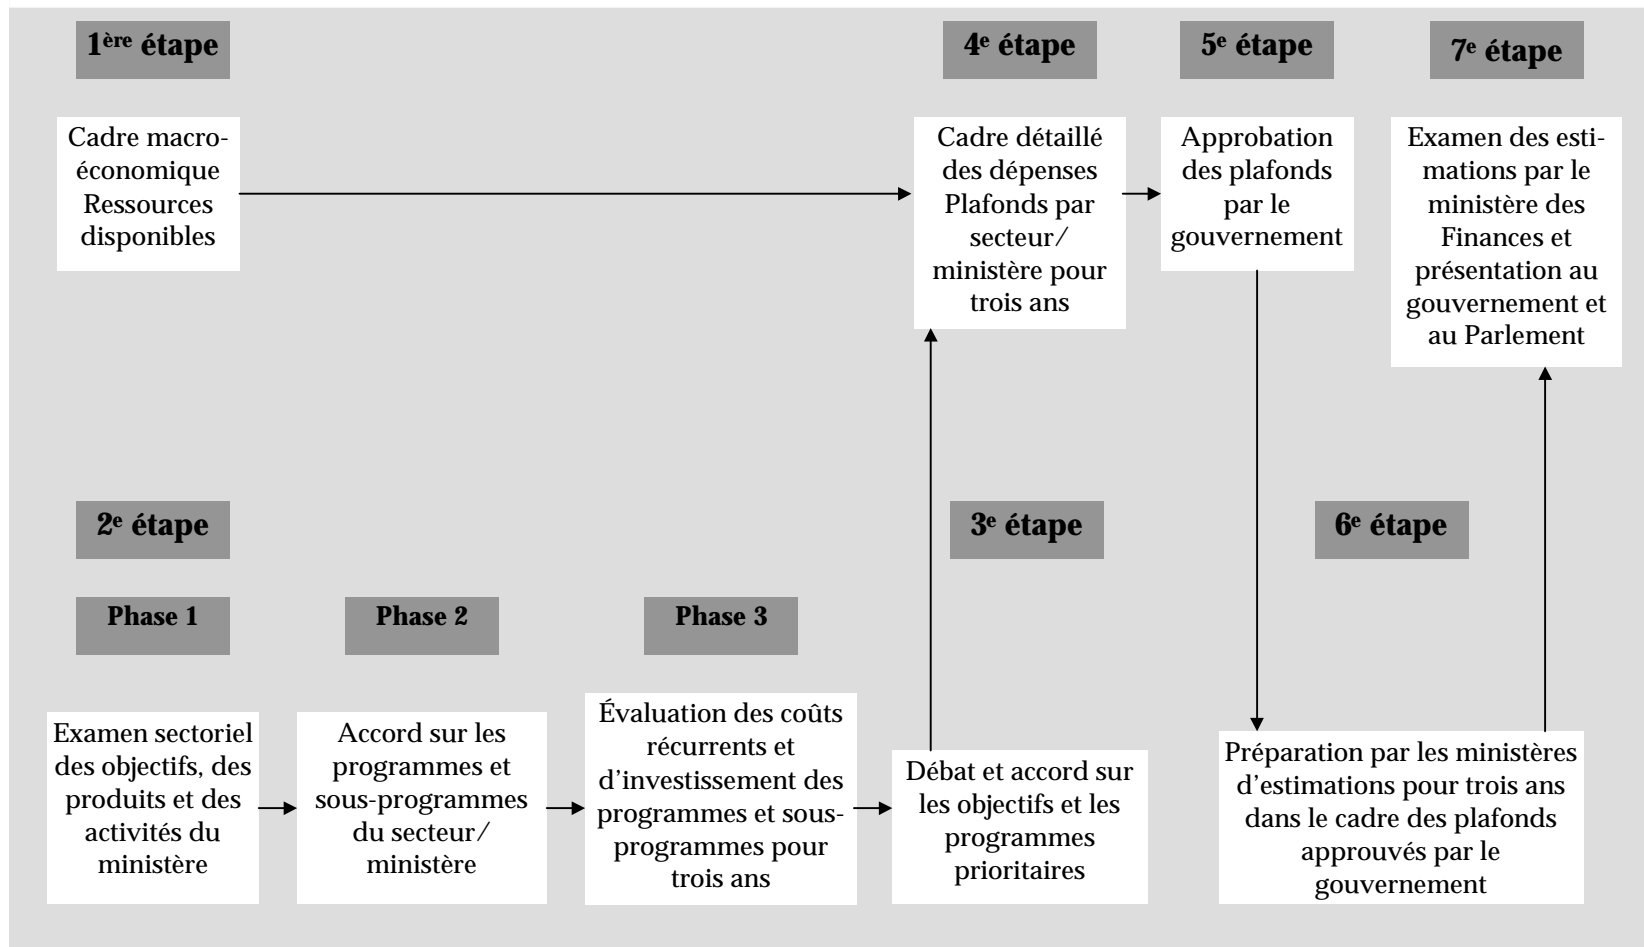 1ère étape
Cadre macro-
économique
Ressources
disponibles
4e étape
Cadre détaillé
des dépenses
Plafonds par
secteur/
ministère pour
trois ans
5e étape
Approbation
des plafonds
par le
gouvernement
7e étape
Examen des esti-
mations par le
ministère des
Finances et
présentation au
gouvernement et
au Parlement
2e étape
Phase 1
Examen sectoriel
des objectifs, des
produits et des
activités du
ministère
Phase 2
Accord sur les
programmes et
sous-programmes
du secteur/
ministère
Phase 3
Évaluation des coûts
récurrents et
d'investissement des
programmes et sous-
programmes pour
trois ans
3e étape
Débat et accord sur
les objectifs et les
programmes
prioritaires
6e étape
Préparation par les ministères
d'estimations pour trois ans
dans le cadre des plafonds
approuvés par le
gouvernement